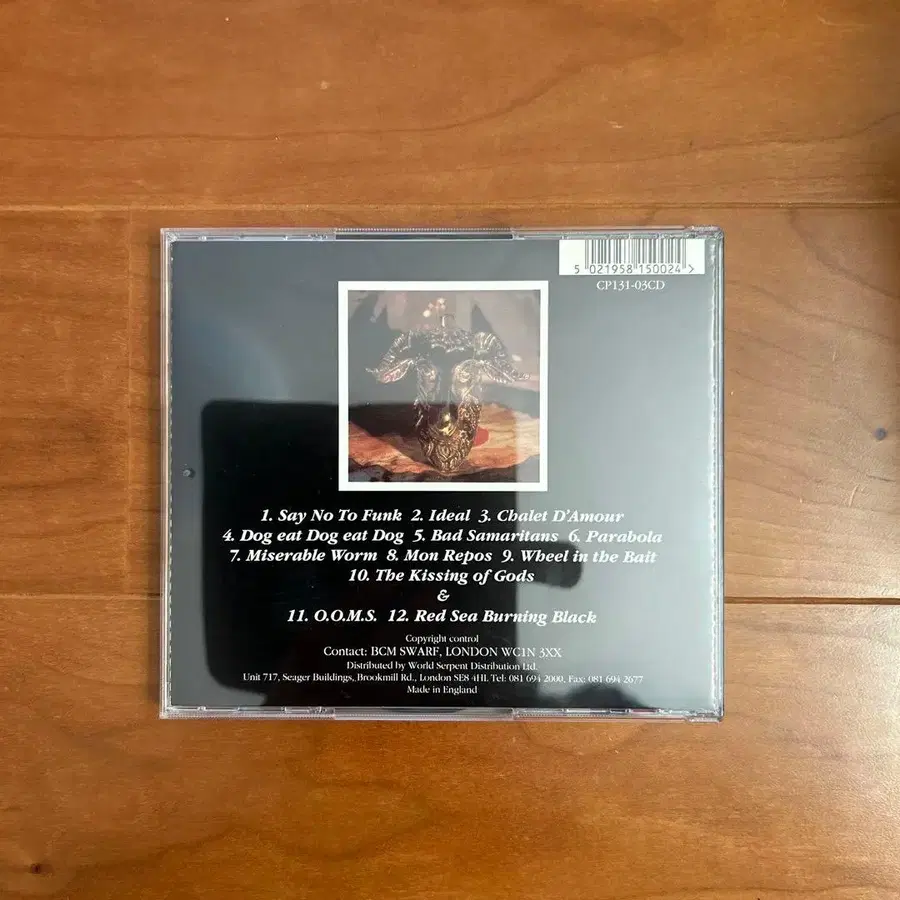 5 021958 150024 >
CP131-03CD
1. Say No To Funk 2. Ideal 3. Chalet D'Amour
4. Dog eat Dog eat Dog 5. Bad Samaritans 6. Parabola
7. Miserable Worm 8. Mon Repos 9. Wheel in the Bait
10. The Kissing of Gods
&
11. O.O.M.S. 12. Red Sea Burning Black
Copyright control
Contact: BCM SWARF, LONDON WC1N 3XX
Distributed by World Serpent Distribution Ltd.
Unit 717, Seager Buildings, Brookmill Rd., London SE8 4HL Tel: 081 694 2000, Fax: 081 694 2677
Made in England